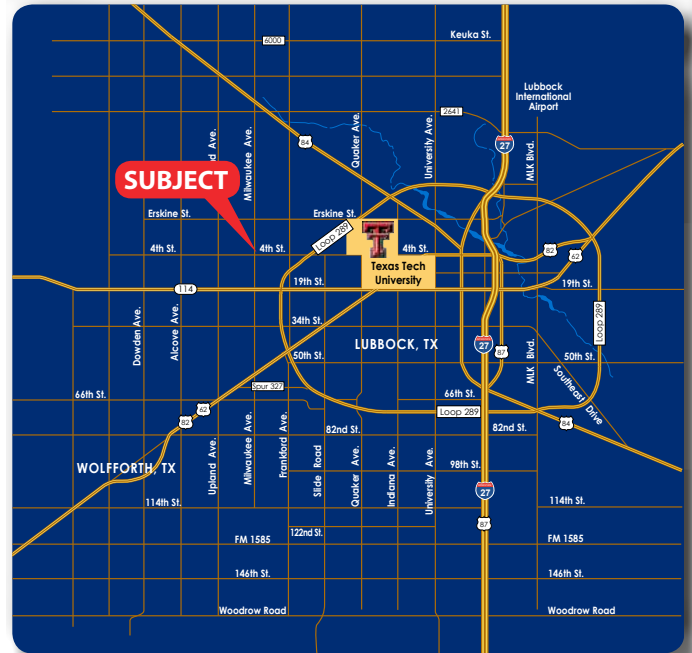 6000
Keuka St.
Lubbock
International
Airport
2641
84
27
Ave.
Milwaukee Ave.
Quaker Ave.
University Ave.
MLK Blvd.
SUBJECT
Erskine St.
Erskine St.
Loop 289
4th St.
4th St.
4th St.
T
Texas Tech
University
82
62
114
19th St.
19th St.
Dowden Ave.
Alcove Ave.
34th St.
LUBBOCK, TX
27
87
MLK Blvd.
Loop 289
50th St.
50th St.
Spur 327
66th St.
66th St.
Southeast Drive
62
82
Loop 289
84
82nd St.
82nd St.
WOLFFORTH, TX
Upland Ave.
Milwaukee Ave.
Frankford Ave.
Slide Road
Quaker Ave.
Indiana Ave.
University Ave.
98th St.
27
114th St.
114th St.
87
122nd St.
FM 1585
FM 1585
146th St.
146th St.
Woodrow Road
Woodrow Road